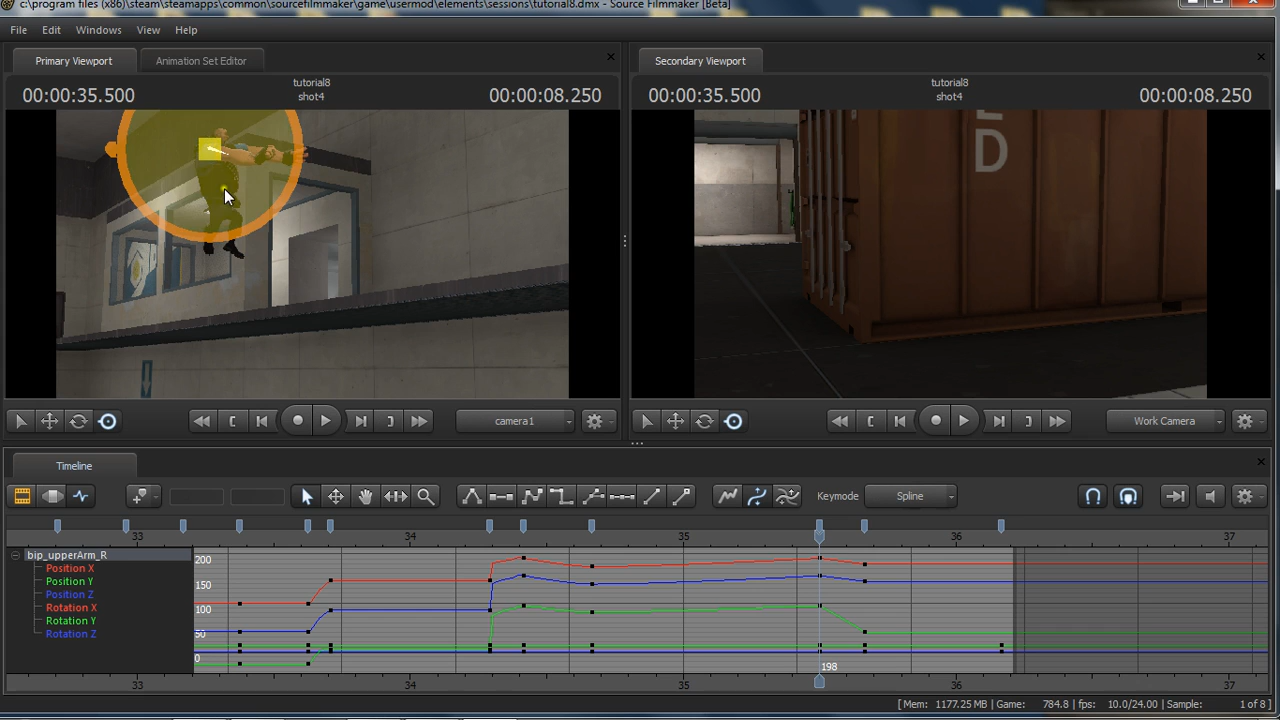 c:\program files (x86)\steam\steamapps\common\sourcefilmmaker\game\usermod\elements\sessions\tutorial8.dmx - Source Filmmaker [Beta]
File Edit Windows View Help
Primary Viewport Animation Set Editor
Secondary Viewport
00:00:35.500 tutorial8 00:00:08.250
shot4
00:00:35.500 tutorial8 00:00:08.250
shot4
D
camera1
Work Camera
Timeline
Keymode Spline
33 34 35 36 37
bip_upperArm_R
Position X
Position Y
Position Z
Rotation X
Rotation Y
Rotation Z
200
150
100
50
0
198
33 34 35 36 37
[ Mem: 1177.25 MB | Game: 784.8 | fps: 10.0/24.00 | Sample: 1 of 8 ]